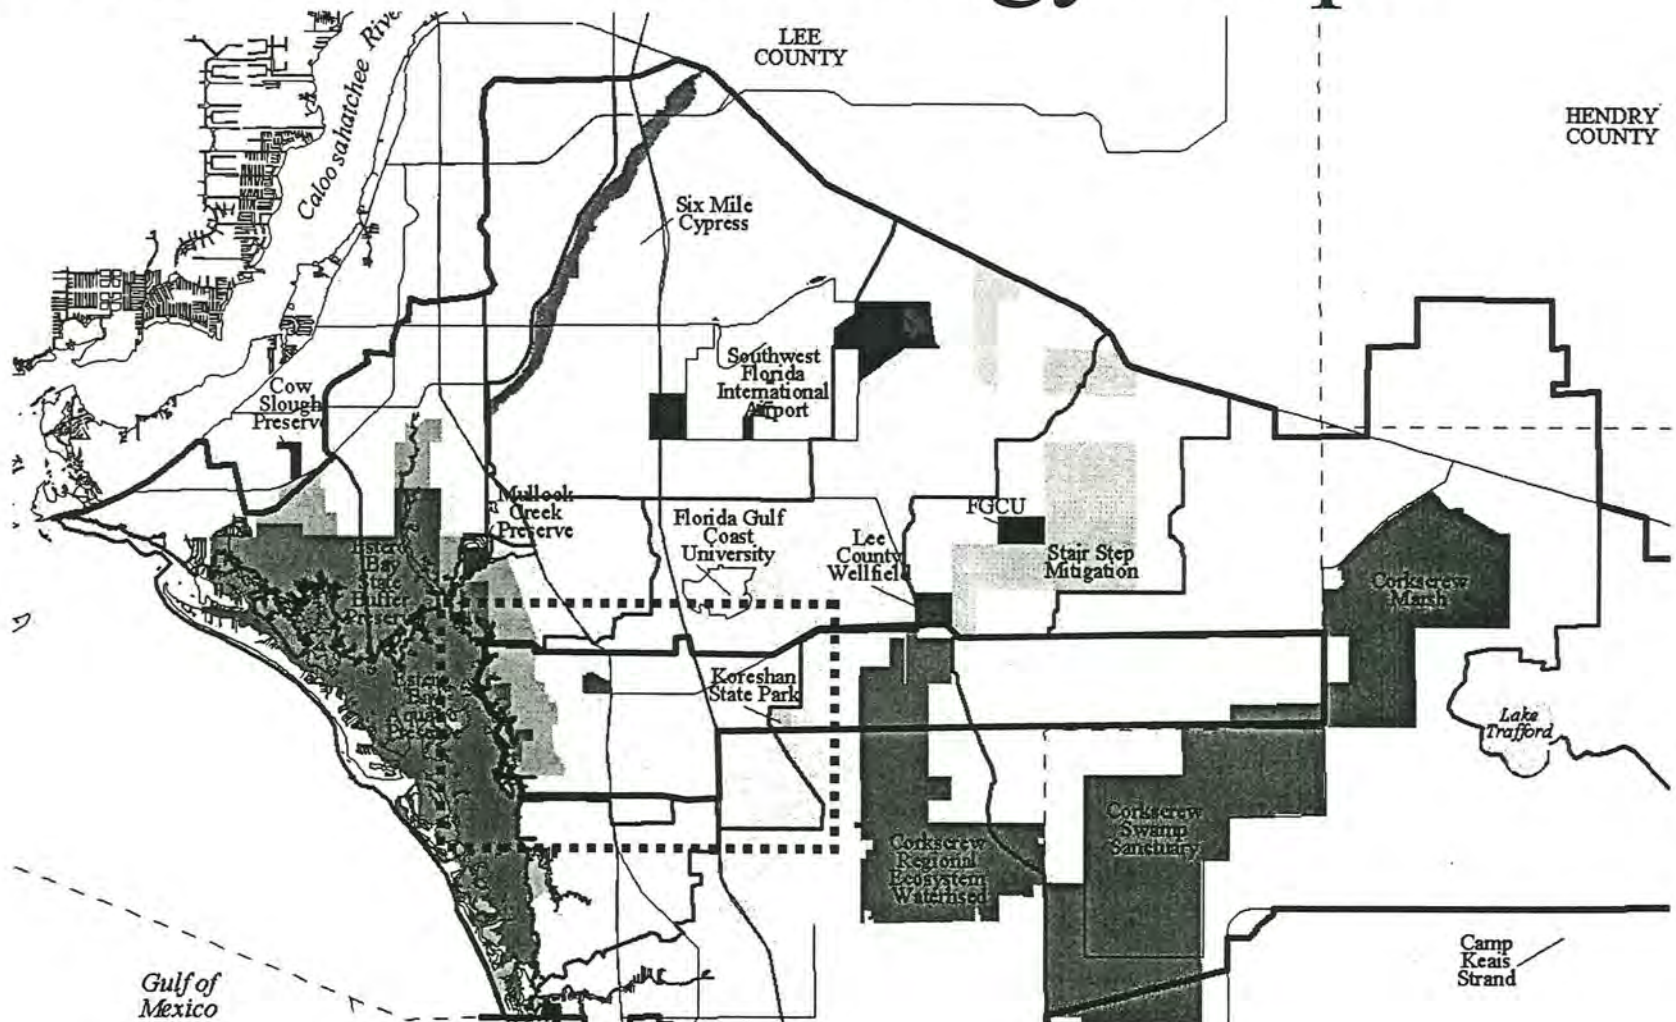 LEE
COUNTY
HENDRY
COUNTY
Caloosahatchee River
Six Mile
Cypress
Southwest
Florida
International
Airport
Cow
Slough
Preserve
Mullock
Creek
Preserve
Florida Gulf
Coast
University
Lee
County
Wellfield
FGCU
Stair Step
Mitigation
Corkscrew
Marsh
Estero
Bay
State
Buffer
Preserve
Estero
Bay
Aquatic
Preserve
Koreshan
State Park
Lake
Trafford
Corkscrew
Swamp
Sanctuary
Corkscrew
Regional
Ecosystem
Waterhsed
Camp
Keais
Strand
Gulf of
Mexico